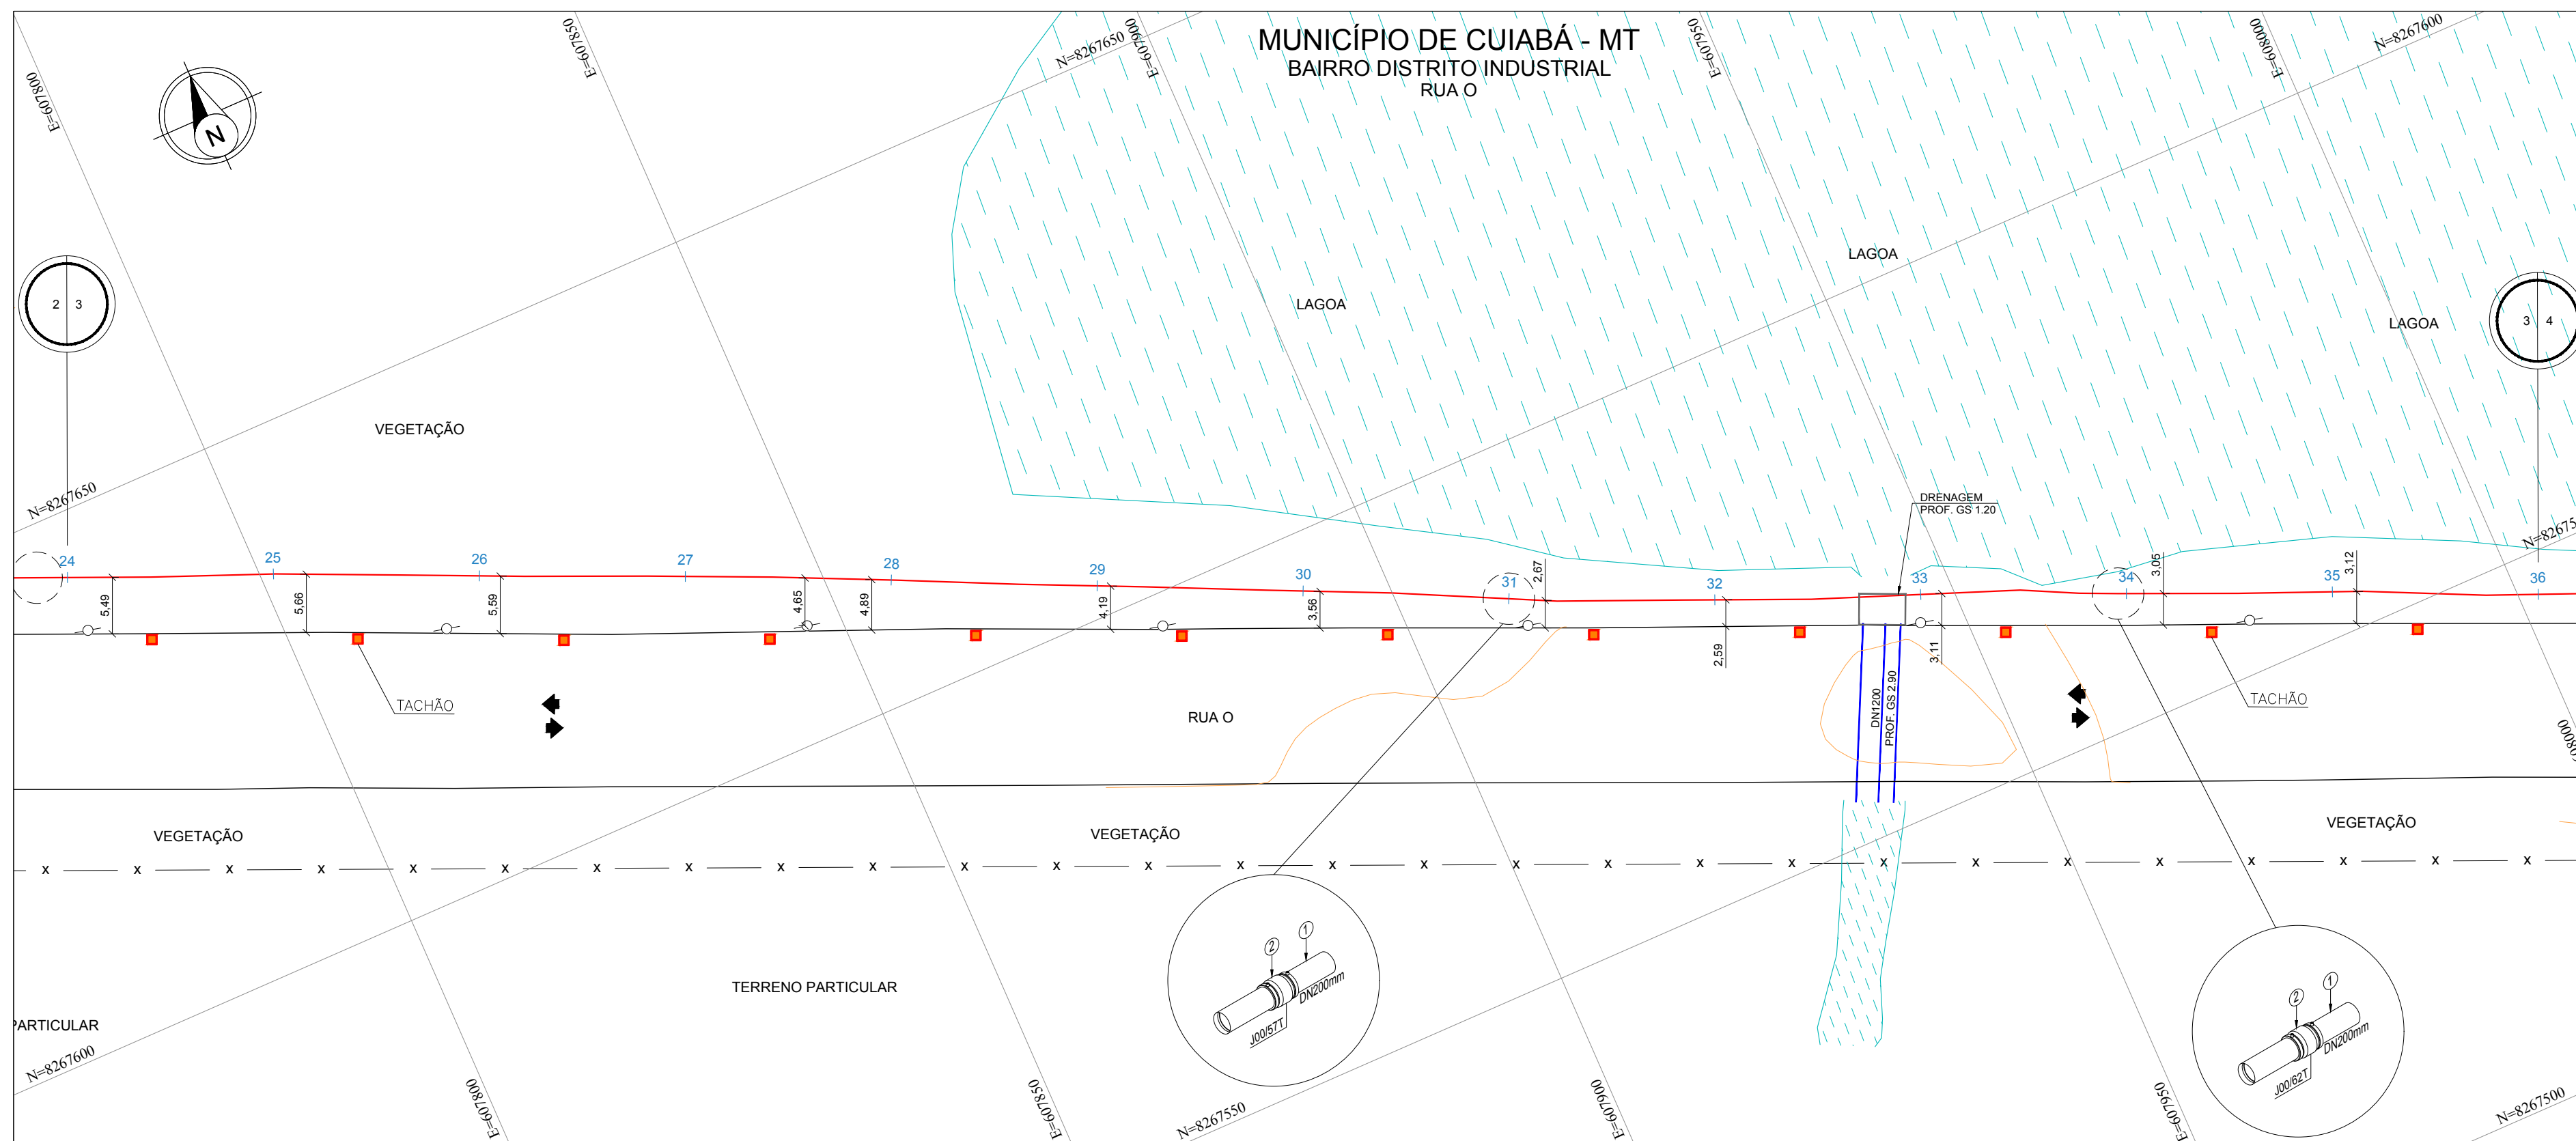 MUNICÍPIO DE CUIABÁ - MT
BAIRRO DISTRITO INDUSTRIAL
RUA O
E=607800
E=607850
N=8267650
E=607900
E=607950
E=608000
N=8267600
N
2 3
LAGOA
LAGOA
LAGOA
3 4
VEGETAÇÃO
N=8267650
DRENAGEM
PROF. GS 1.20
24
25
26
27
28
29
30
31
32
33
34
35
36
5,49
5,66
5,59
4,65
4,89
4,19
3,56
2,67
2,59
3,11
3,05
3,12
TACHÃO
RUA O
DN1200
PROF. GS 2.90
TACHÃO
VEGETAÇÃO
VEGETAÇÃO
VEGETAÇÃO
x x x x x x x x x x x x x x x x x x x x x x x x x x x x
TERRENO PARTICULAR
PARTICULAR
2
1
DN200mm
J00/57T
2
1
DN200mm
J00/62T
N=8267600
E=607800
E=607850
N=8267550
E=607900
E=607950
N=8267500